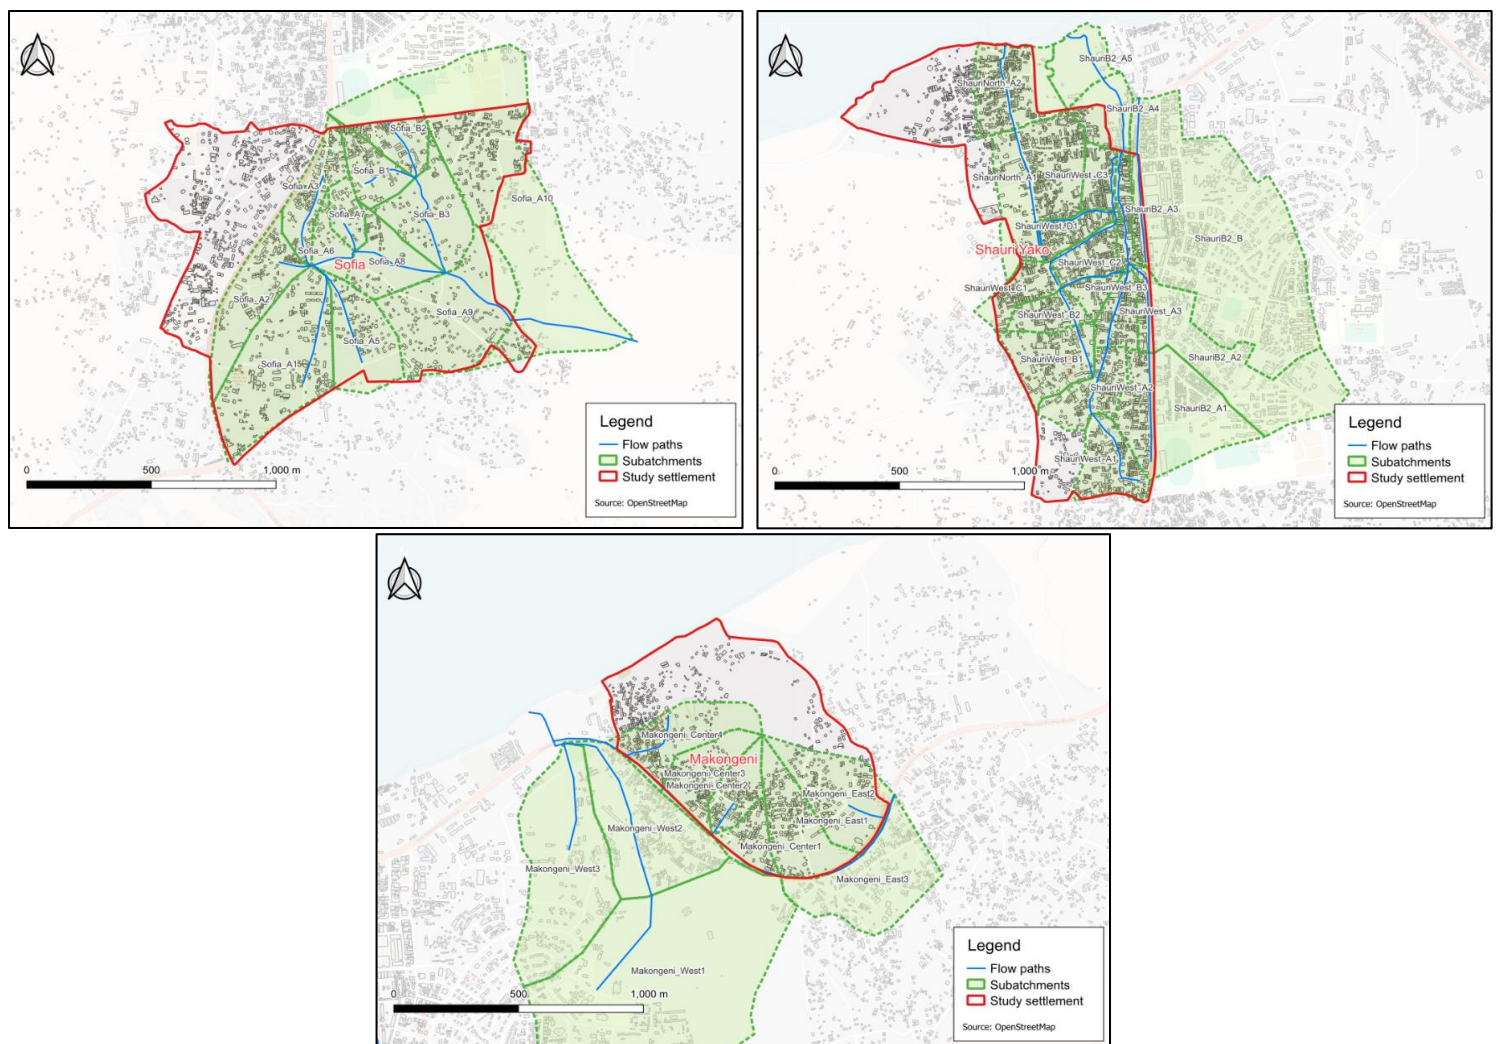 Sofia_B2
Sofia_B1
Sofia_A3
Sofia_A10
Sofia_A7
Sofia_B3
Sofia_A6
Sofia
Sofia_A8
Sofia_A2
Sofia_A9
Sofia_A5
Sofia_A1
0 500 1,000 m
Legend
Flow paths
Subatchments
Study settlement
Source: OpenStreetMap
ShauriB2_A5
ShauriNorth_A2
ShauriB2_A4
ShauriNorth_A1
ShauriWest_C3
ShauriB2_A3
ShauriWest_D1
ShauriB2_B
Shauri Yako
ShauriWest_C2
ShauriWest_C1
ShauriWest_B3
ShauriWest_B2
ShauriWest_A3
ShauriWest_B1
ShauriB2_A2
ShauriWest_A2
ShauriB2_A1
ShauriWest_A1
0 500 1,000 m
Legend
Flow paths
Subatchments
Study settlement
Source: OpenStreetMap
Makongeni_Center4
Makongeni
Makongeni_Center3
Makongeni_Center2
Makongeni_East2
Makongeni_West2
Makongeni_East1
Makongeni_Center1
Makongeni_West3
Makongeni_East3
Makongeni_West1
0 500 1,000 m
Legend
Flow paths
Subatchments
Study settlement
Source: OpenStreetMap